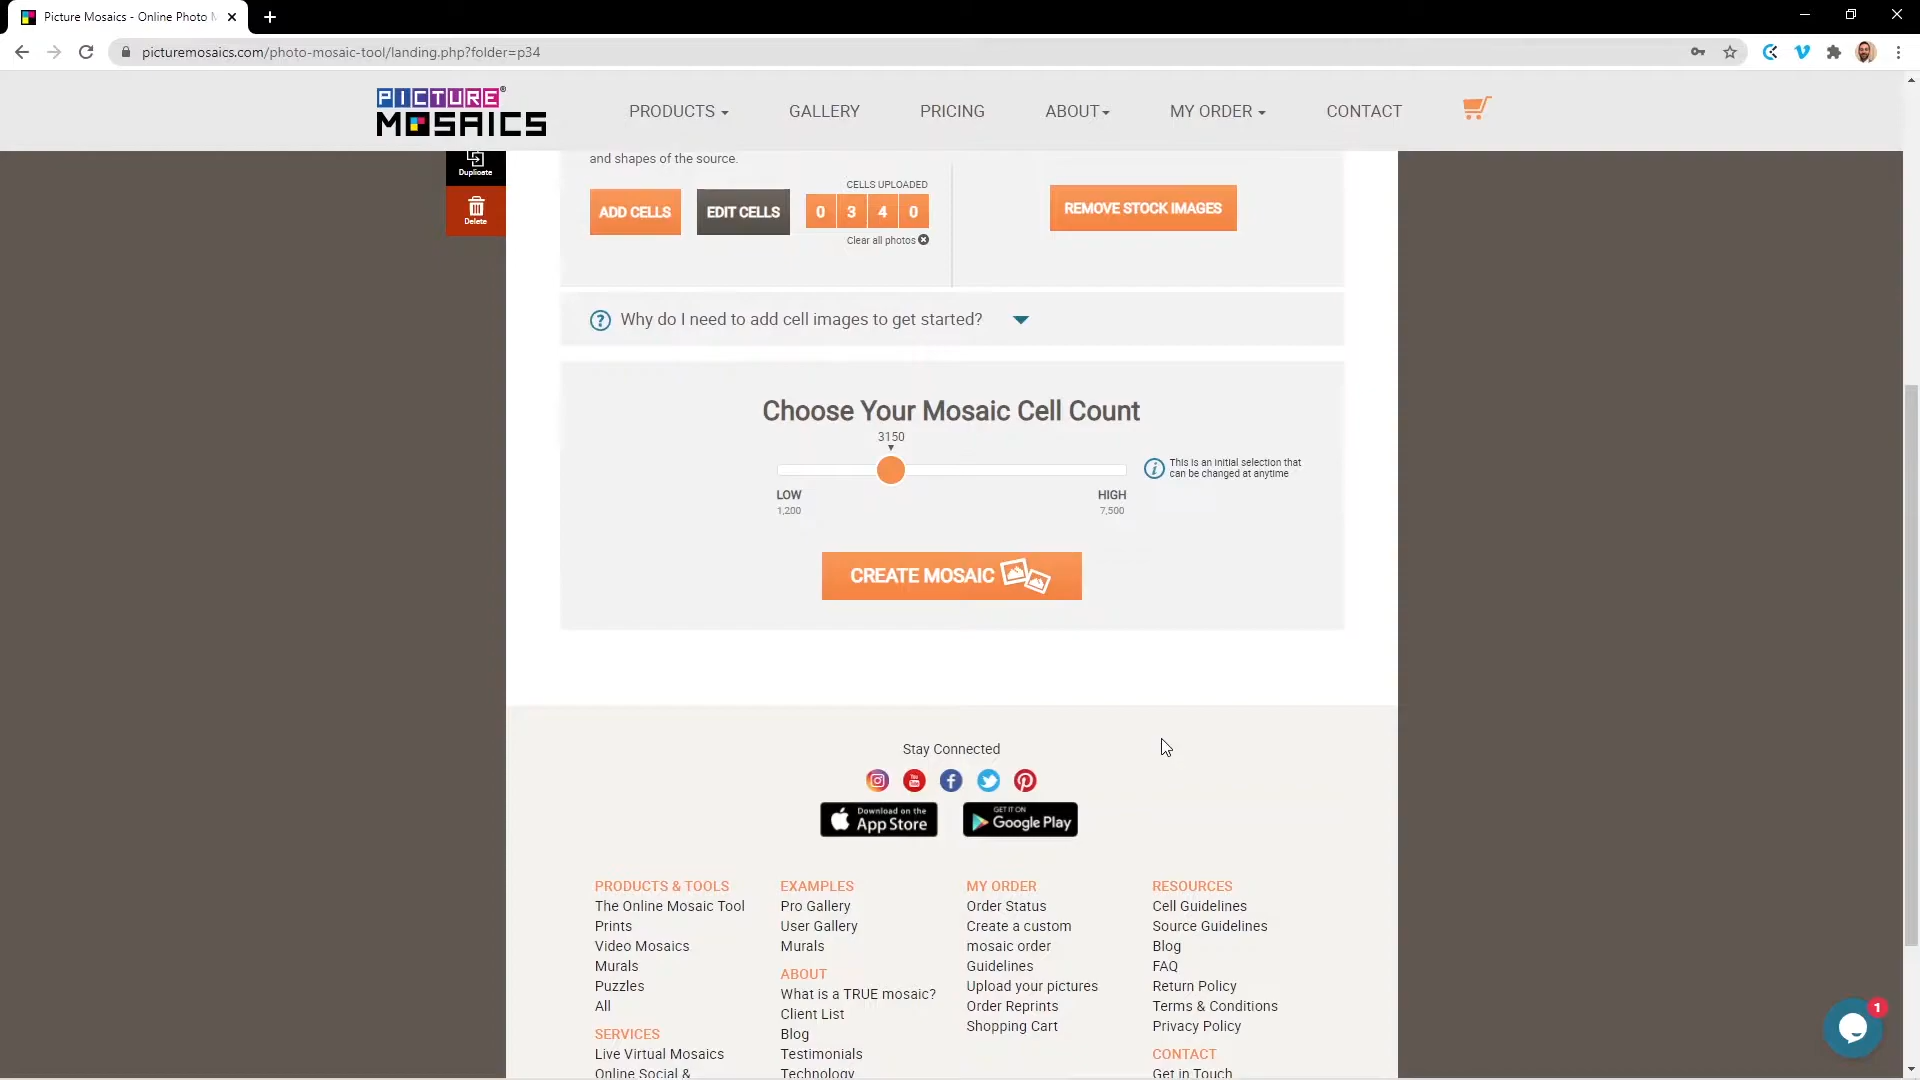 Picture Mosaics - Online Photo M
picturemosaics.com/photo-mosaic-tool/landing.php?folder=p34
PICTURE®
MOSAICS
PRODUCTS
GALLERY
PRICING
ABOUT
MY ORDER
CONTACT
Duplicate
Delete
and shapes of the source.
ADD CELLS
EDIT CELLS
CELLS UPLOADED
0 3 4 0
Clear all photos
REMOVE STOCK IMAGES
? Why do I need to add cell images to get started?
Choose Your Mosaic Cell Count
3150
LOW
1,200
HIGH
7,500
i This is an initial selection that
can be changed at anytime
CREATE MOSAIC
Stay Connected
You
Tube
Download on the
App Store
GET IT ON
Google Play
PRODUCTS & TOOLS
The Online Mosaic Tool
Prints
Video Mosaics
Murals
Puzzles
All
SERVICES
Live Virtual Mosaics
Online Social &
EXAMPLES
Pro Gallery
User Gallery
Murals
ABOUT
What is a TRUE mosaic?
Client List
Blog
Testimonials
Technology
MY ORDER
Order Status
Create a custom
mosaic order
Guidelines
Upload your pictures
Order Reprints
Shopping Cart
RESOURCES
Cell Guidelines
Source Guidelines
Blog
FAQ
Return Policy
Terms & Conditions
Privacy Policy
CONTACT
Get in Touch
1